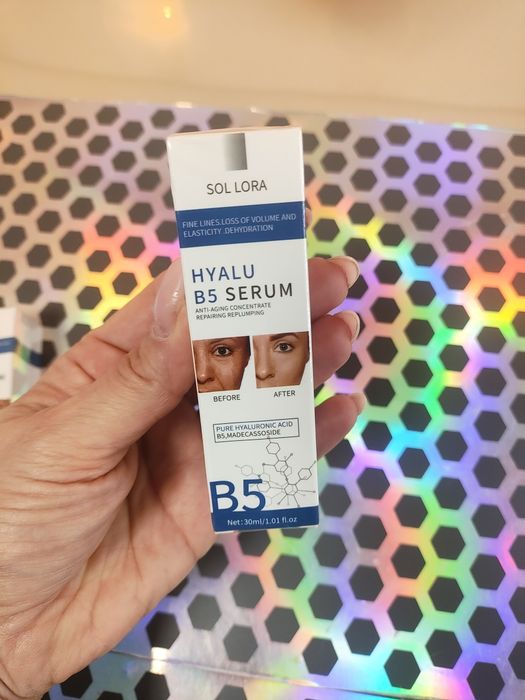 SOL LORA
FINE LINES.LOSS OF VOLUME AND
ELASTICITY .DEHYDRATION
HYALU
B5 SERUM
ANTI-AGING CONCENTRATE
REPAIRING REPLUMPING
BEFORE
AFTER
PURE HYALURONIC ACID
B5,MADECASSOSIDE
B5
Net:30ml/1.01 fl.oz